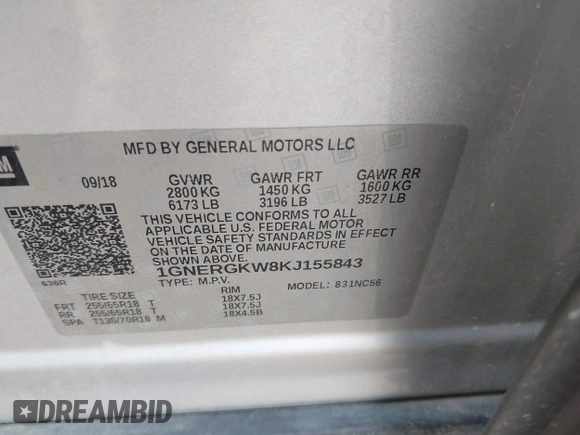 GM
MFD BY GENERAL MOTORS LLC
09/18 GVWR GAWR FRT GAWR RR
2800 KG 1450 KG 1600 KG
6173 LB 3196 LB 3527 LB
THIS VEHICLE CONFORMS TO ALL
APPLICABLE U.S. FEDERAL MOTOR
VEHICLE SAFETY STANDARDS IN
EFFECT ON THE DATE OF MANUFACTURE
SHOWN ABOVE.
1GNERGKW8KJ155843
636R TYPE: M.P.V. MODEL: 831NC56
TIRE SIZE RIM
FRT 255/65R18 T 18X7.5J
RR 255/65R18 T 18X7.5J
SPA T135/70R18 M 18X4.5B
DREAMBID